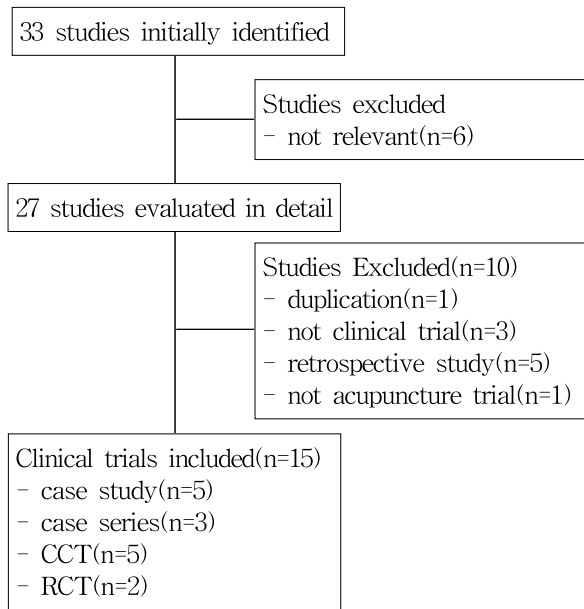 33 studies initially identified
Studies excluded
- not relevant(n=6)
27 studies evaluated in detail
Studies Excluded(n=10)
- duplication(n=1)
- not clinical trial(n=3)
- retrospective study(n=5)
- not acupuncture trial(n=1)
Clinical trials included(n=15)
- case study(n=5)
- case series(n=3)
- CCT(n=5)
- RCT(n=2)